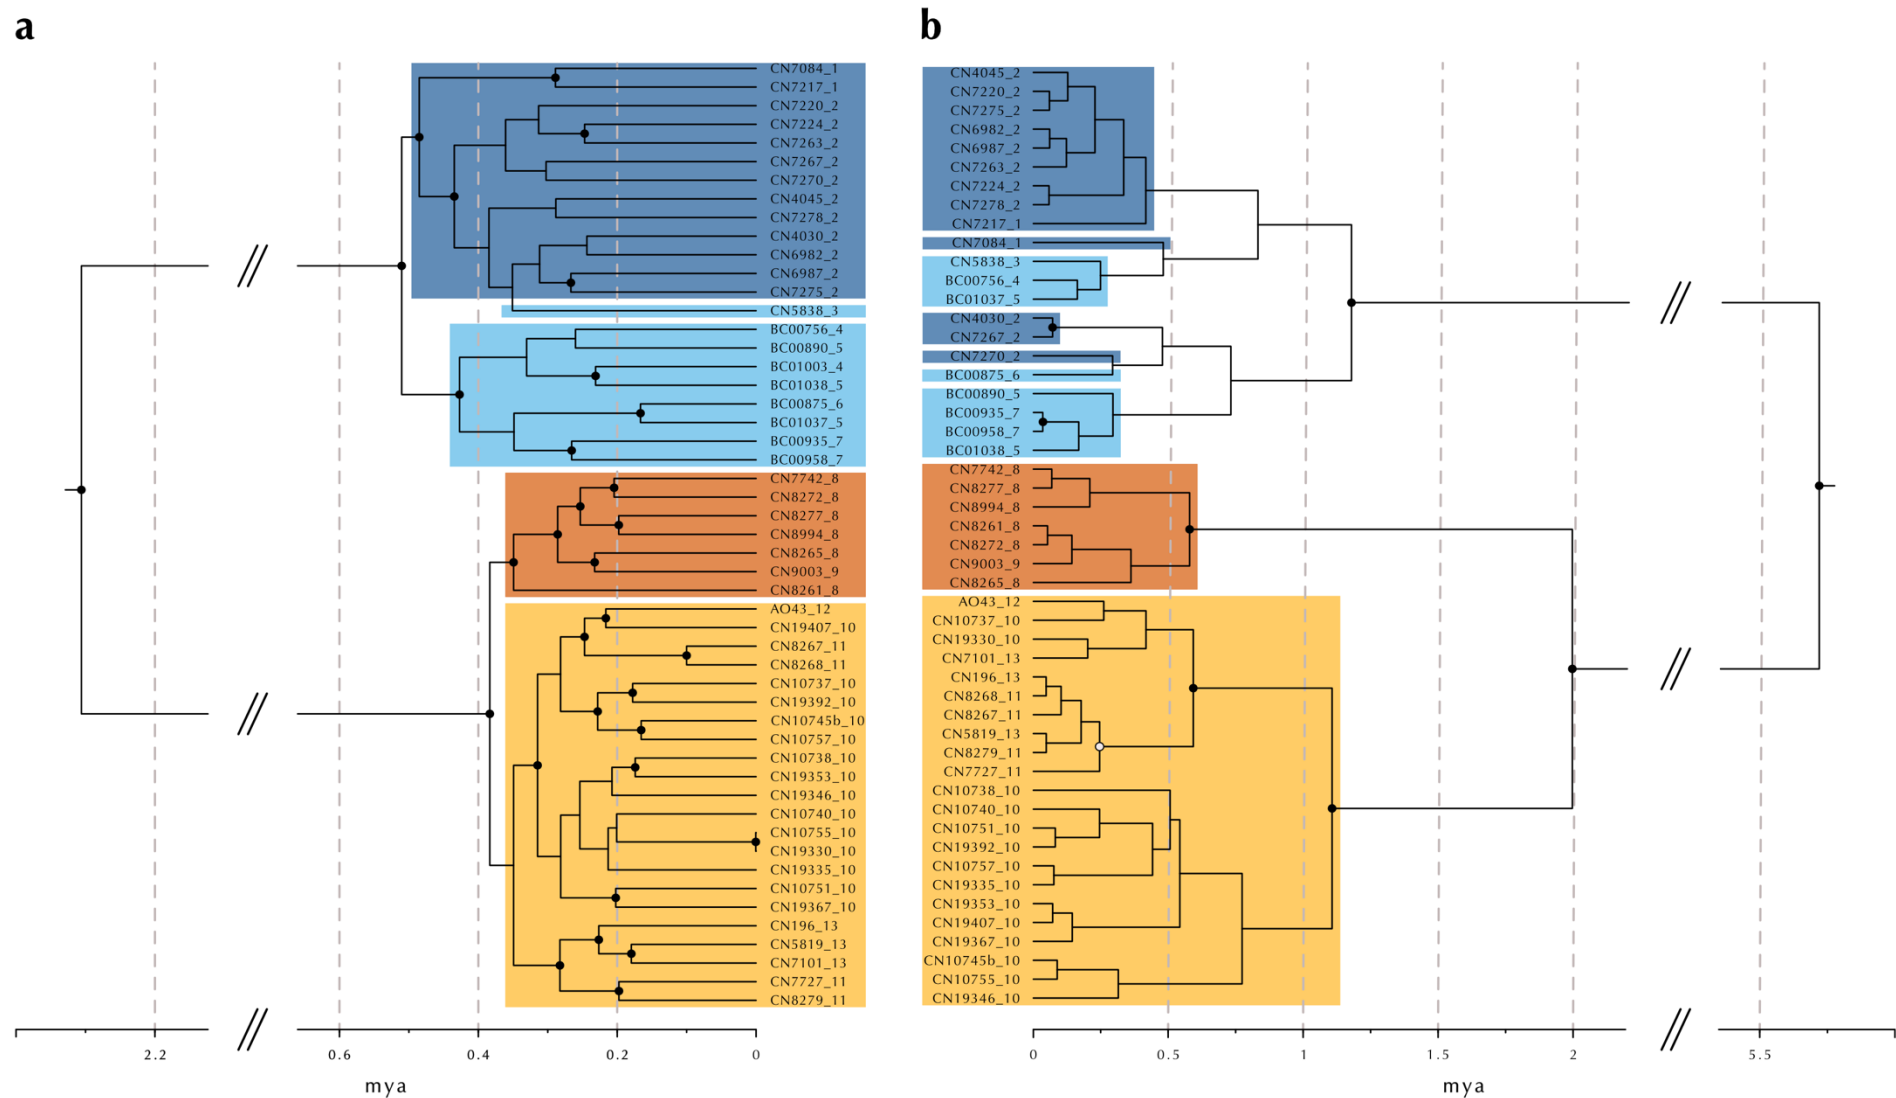 a
CN7084_1
CN7217_1
CN7220_2
CN7224_2
CN7263_2
CN7267_2
CN7270_2
CN4045_2
CN7278_2
CN4030_2
CN6982_2
CN6987_2
CN7275_2
CN5838_3
BC00756_4
BC00890_5
BC01003_4
BC01038_5
BC00875_6
BC01037_5
BC00935_7
BC00958_7
CN7742_8
CN8272_8
CN8277_8
CN8994_8
CN8265_8
CN9003_9
CN8261_8
AO43_12
CN19407_10
CN8267_11
CN8268_11
CN10737_10
CN19392_10
CN10745b_10
CN10757_10
CN10738_10
CN19353_10
CN19346_10
CN10740_10
CN10755_10
CN19330_10
CN19335_10
CN10751_10
CN19367_10
CN196_13
CN5819_13
CN7101_13
CN7727_11
CN8279_11
2.2 0.6 0.4 0.2 0
mya
b
CN4045_2
CN7220_2
CN7275_2
CN6982_2
CN6987_2
CN7263_2
CN7224_2
CN7278_2
CN7217_1
CN7084_1
CN5838_3
BC00756_4
BC01037_5
CN4030_2
CN7267_2
CN7270_2
BC00875_6
BC00890_5
BC00935_7
BC00958_7
BC01038_5
CN7742_8
CN8277_8
CN8994_8
CN8261_8
CN8272_8
CN9003_9
CN8265_8
AO43_12
CN10737_10
CN19330_10
CN7101_13
CN196_13
CN8268_11
CN8267_11
CN5819_13
CN8279_11
CN7727_11
CN10738_10
CN10740_10
CN10751_10
CN19392_10
CN10757_10
CN19335_10
CN19353_10
CN19407_10
CN19367_10
CN10745b_10
CN10755_10
CN19346_10
0 0.5 1 1.5 2 5.5
mya